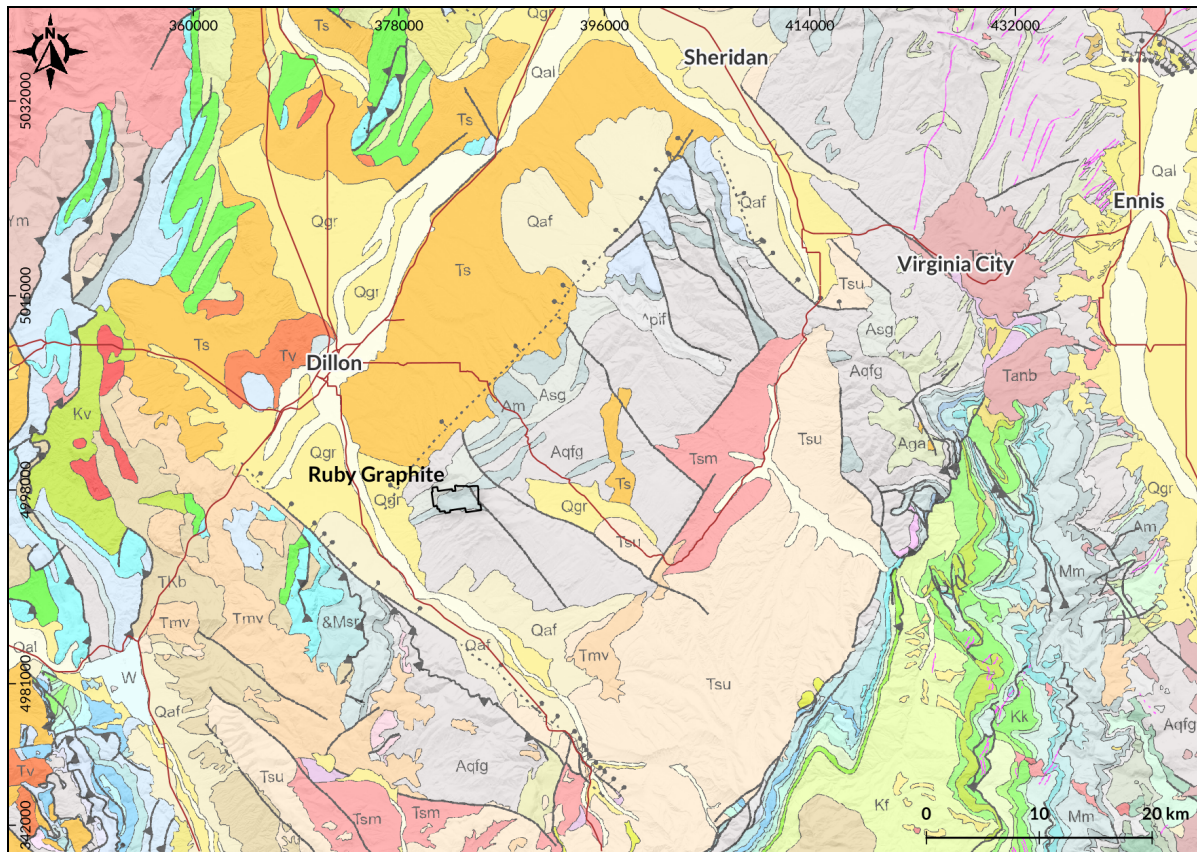 360000
378000
396000
414000
432000
N
Ts
Qgr
Qal
Sheridan
5032000
Ts
Qal
Ennis
Ym
Qgr
Qaf
Qaf
Virginia City
5015000
Qgr
Ts
Tsu
^pif
Asg
Ts
Tv
Dillon
Aqfg
Tanb
Kv
Am
Asg
Tsu
Aga
Qgr
Aqfg
Tsm
Ruby Graphite
4998000
Qgr
Ts
Qgr
Qgr
Am
Tsu
Mm
TKb
Tmv
Tmv
&Msr
Qaf
Qaf
Qal
Tmv
W
4981000
Tsu
Qaf
Kk
Aqfg
Aqfg
Tv
Tsu
Kf
0
10
20 km
Tsm
Tsm
Mm